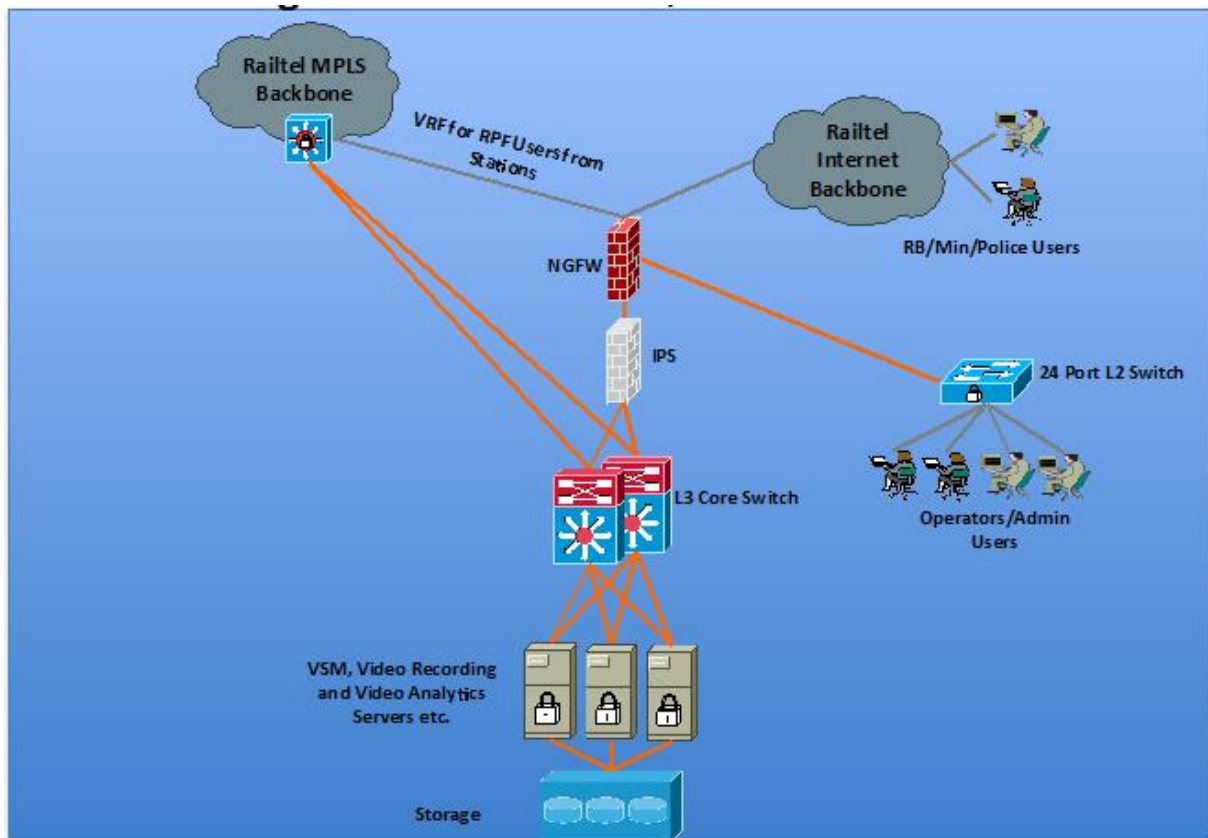 Railtel MPLS
Backbone
VRF for RPF Users from
Stations
Railtel
Internet
Backbone
RB/Min/Police Users
NGFW
IPS
24 Port L2 Switch
L3 Core Switch
Operators/Admin
Users
VSM, Video Recording
and Video Analytics
Servers etc.
Storage